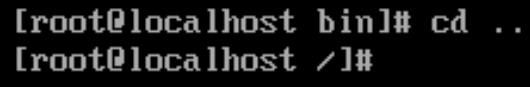 [root@localhost bin]# cd ..
[root@localhost /]#